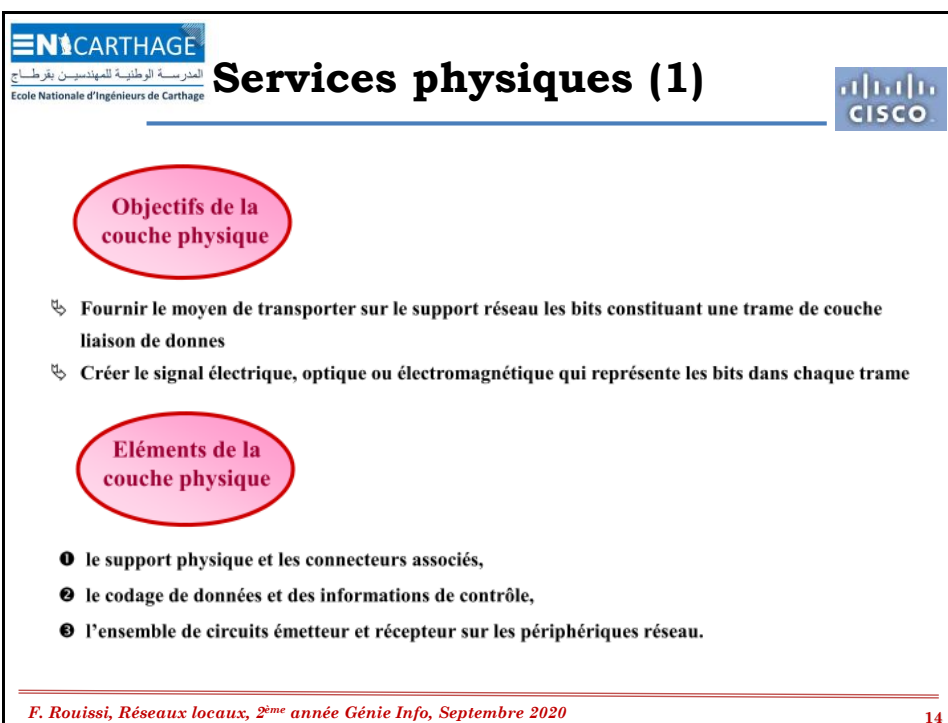 ENICARTHAGE
المدرســة الوطنيــة للمهندسيــن بقرطــاج
Ecole Nationale d'Ingénieurs de Carthage
Services physiques (1)
CISCO
Objectifs de la
couche physique
Fournir le moyen de transporter sur le support réseau les bits constituant une trame de couche
liaison de donnes
Créer le signal électrique, optique ou électromagnétique qui représente les bits dans chaque trame
Eléments de la
couche physique
❶ le support physique et les connecteurs associés,
❷ le codage de données et des informations de contrôle,
❸ l'ensemble de circuits émetteur et récepteur sur les périphériques réseau.
F. Rouissi, Réseaux locaux, 2ème année Génie Info, Septembre 2020
14